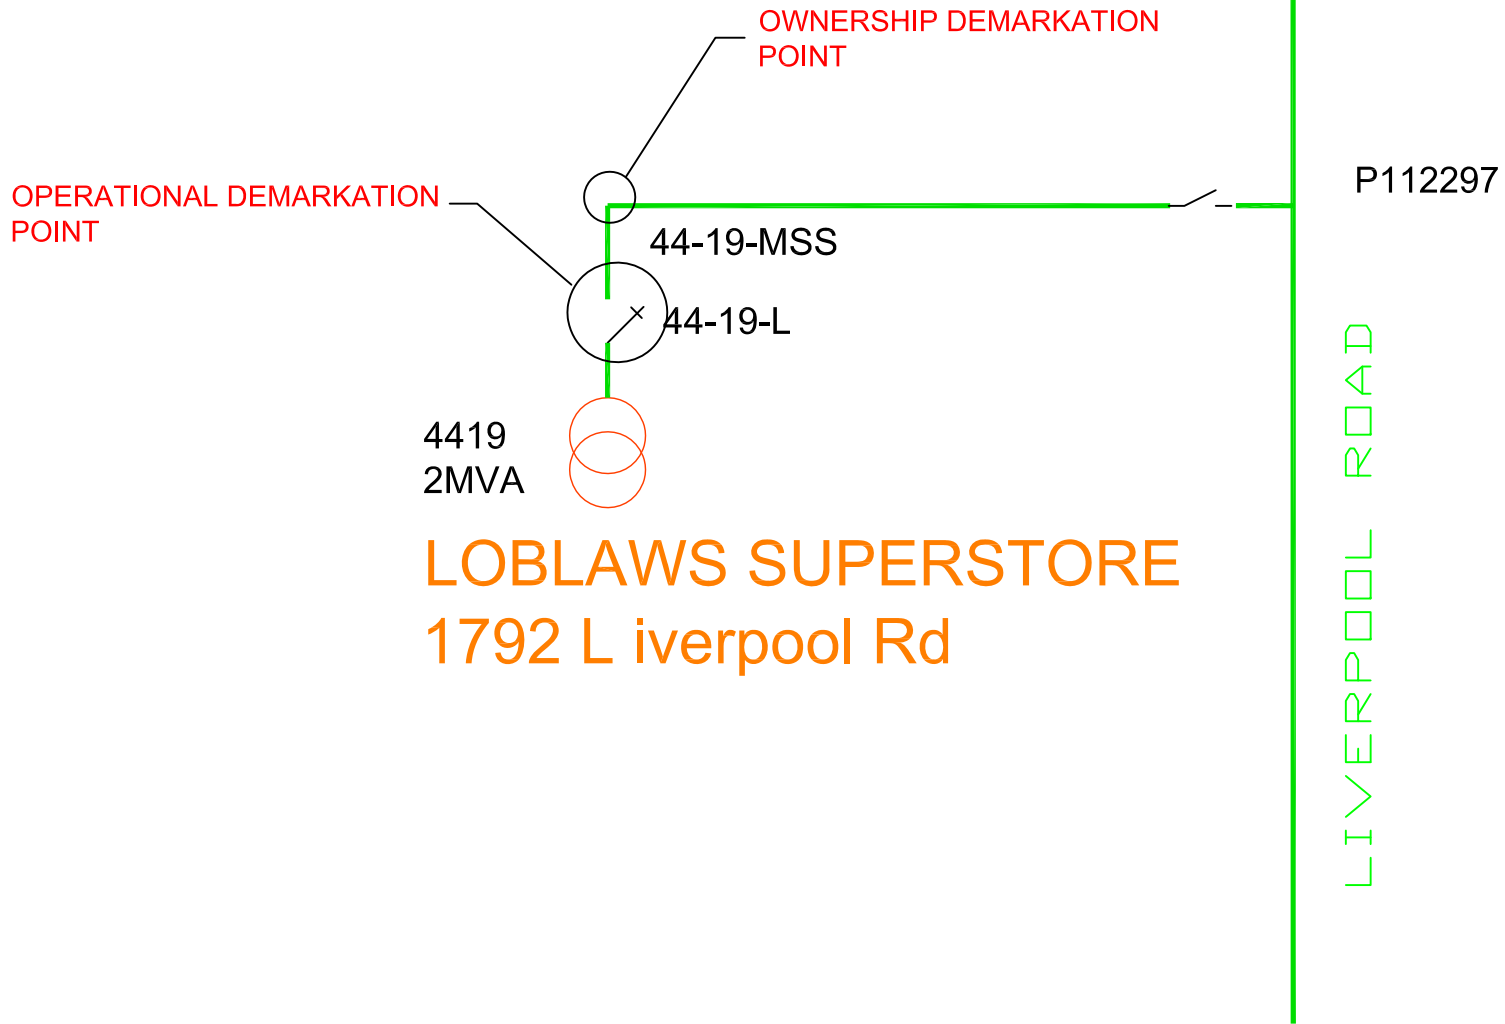 OWNERSHIP DEMARKATION
POINT
P112297
OPERATIONAL DEMARKATION
POINT
44-19-MSS
44-19-L
4419
2MVA
LOBLAWS SUPERSTORE
1792 L iverpool Rd
LIVERPOOL ROAD